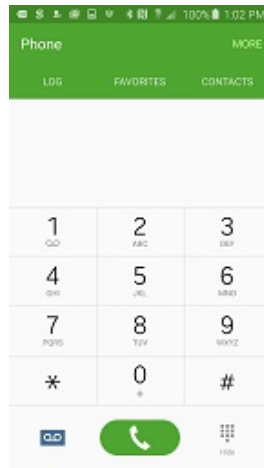 100% 1:02 PM
Phone MORE
LOG FAVORITES CONTACTS
1 2 3
ABC DEF
4 5 6
GHI JKL MNO
7 8 9
PQRS TUV WXYZ
* 0 #
+
Hide